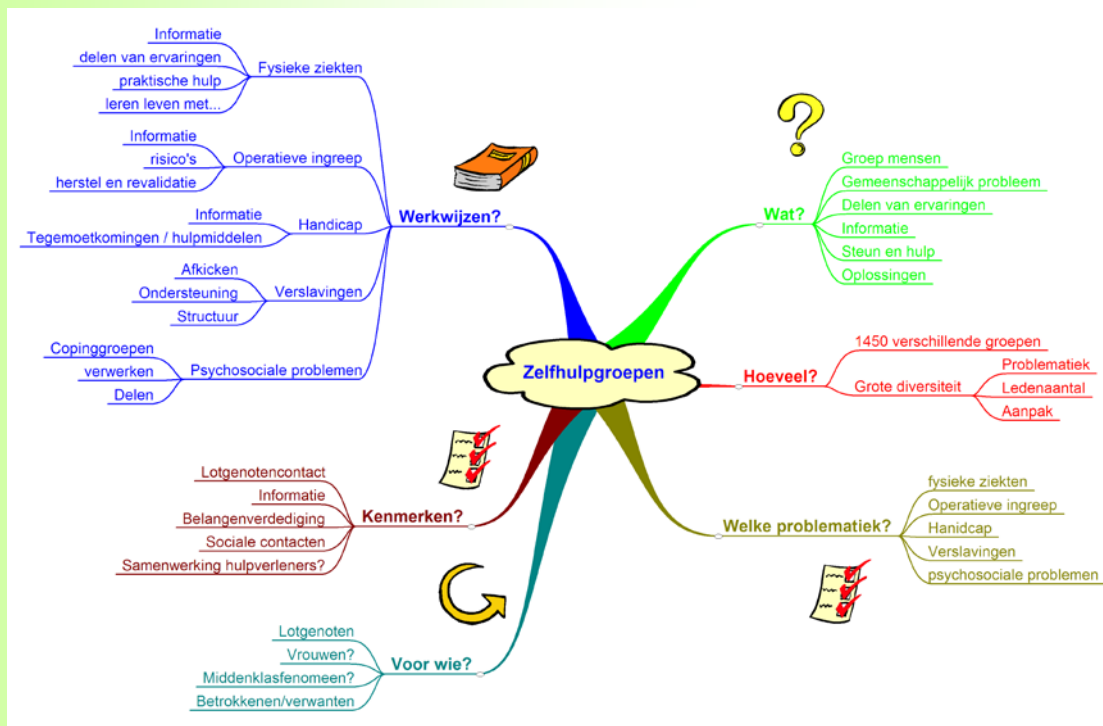 Zelfhulpgroepen
Wat?
Groep mensen
Gemeenschappelijk probleem
Delen van ervaringen
Informatie
Steun en hulp
Oplossingen
Hoeveel?
1450 verschillende groepen
Grote diversiteit
Problematiek
Ledenaantal
Aanpak
Welke problematiek?
fysieke ziekten
Operatieve ingreep
Hanidcap
Verslavingen
psychosociale problemen
Voor wie?
Lotgenoten
Vrouwen?
Middenklasfenomeen?
Betrokkenen/verwanten
Kenmerken?
Lotgenotencontact
Informatie
Belangenverdediging
Sociale contacten
Samenwerking hulpverleners?
Werkwijzen?
Fysieke ziekten
Informatie
delen van ervaringen
praktische hulp
leren leven met...
Operatieve ingreep
Informatie
risico's
herstel en revalidatie
Handicap
Informatie
Tegemoetkomingen / hulpmiddelen
Verslavingen
Afkicken
Ondersteuning
Structuur
Psychosociale problemen
Copinggroepen
verwerken
Delen